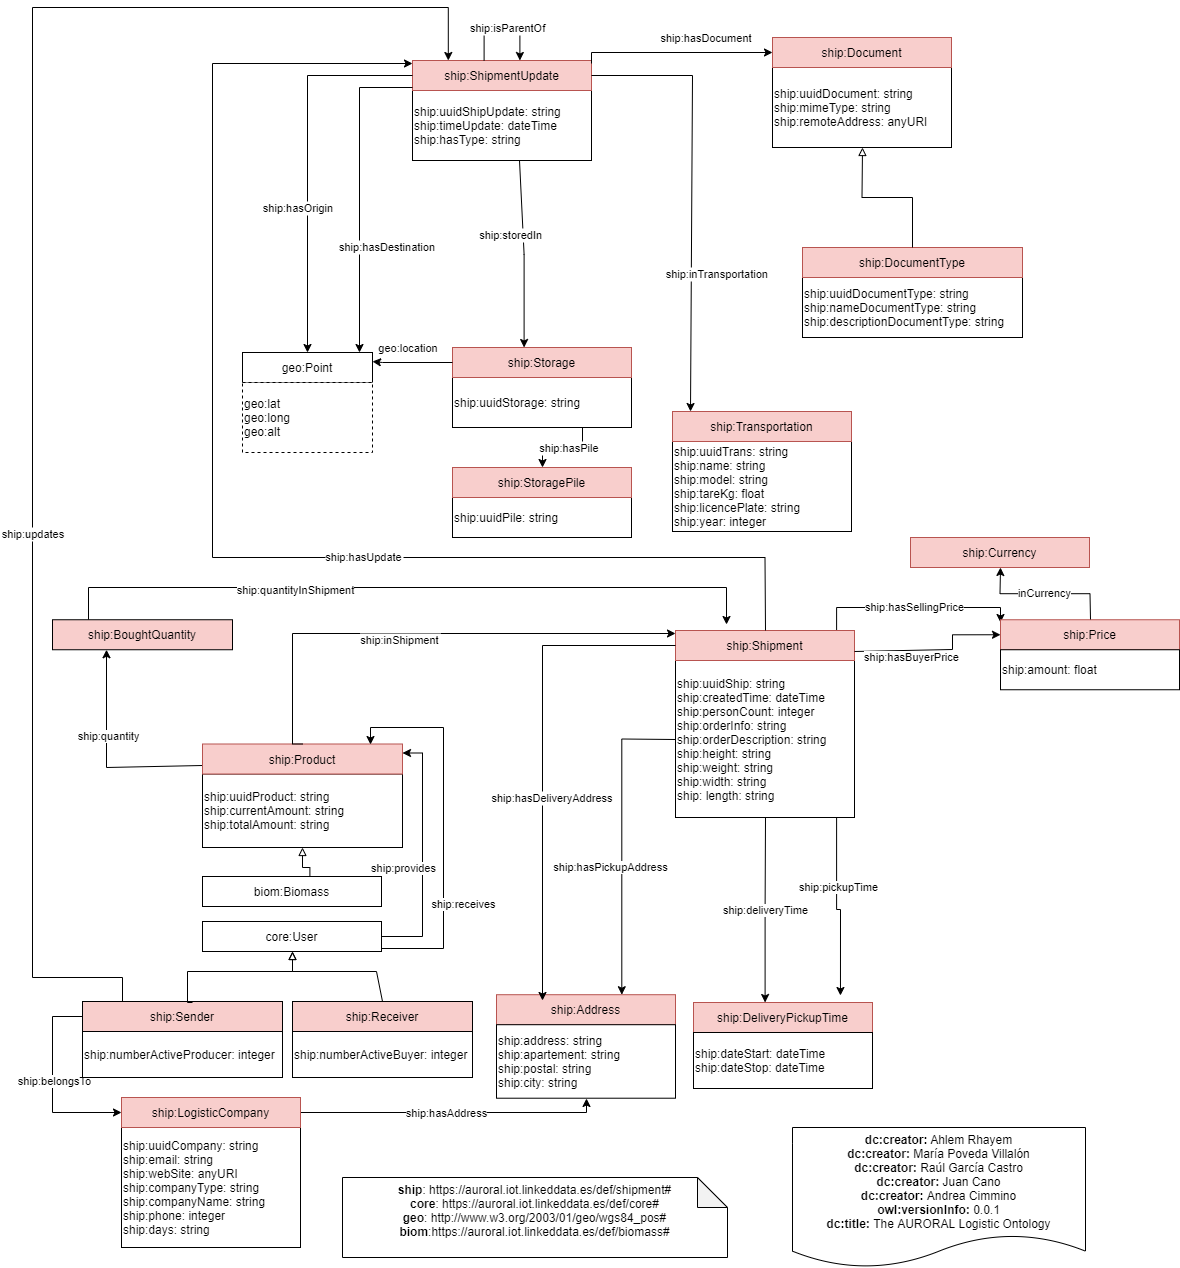 ship:isParentOf
ship:hasDocument
ship:Document
ship:uuidDocument: string
ship:mimeType: string
ship:remoteAddress: anyURI
ship:ShipmentUpdate
ship:uuidShipUpdate: string
ship:timeUpdate: dateTime
ship:hasType: string
ship:hasOrigin
ship:hasDestination
ship:storedIn
ship:inTransportation
ship:DocumentType
ship:uuidDocumentType: string
ship:nameDocumentType: string
ship:descriptionDocumentType: string
geo:Point
geo:lat
geo:long
geo:alt
geo:location
ship:Storage
ship:uuidStorage: string
ship:hasPile
ship:StoragePile
ship:uuidPile: string
ship:Transportation
ship:uuidTrans: string
ship:name: string
ship:model: string
ship:tareKg: float
ship:licencePlate: string
ship:year: integer
ship:updates
ship:hasUpdate
ship:Currency
inCurrency
ship:quantityInShipment
ship:hasSellingPrice
ship:BoughtQuantity
ship:inShipment
ship:Price
ship:amount: float
ship:hasBuyerPrice
ship:Shipment
ship:uuidShip: string
ship:createdTime: dateTime
ship:personCount: integer
ship:orderInfo: string
ship:orderDescription: string
ship:height: string
ship:weight: string
ship:width: string
ship: length: string
ship:quantity
ship:Product
ship:uuidProduct: string
ship:currentAmount: string
ship:totalAmount: string
ship:hasDeliveryAddress
ship:provides
ship:hasPickupAddress
biom:Biomass
ship:receives
ship:pickupTime
ship:deliveryTime
core:User
ship:Sender
ship:numberActiveProducer: integer
ship:Receiver
ship:numberActiveBuyer: integer
ship:Address
ship:address: string
ship:apartement: string
ship:postal: string
ship:city: string
ship:DeliveryPickupTime
ship:dateStart: dateTime
ship:dateStop: dateTime
ship:belongsTo
ship:LogisticCompany
ship:uuidCompany: string
ship:email: string
ship:webSite: anyURI
ship:companyType: string
ship:companyName: string
ship:phone: integer
ship:days: string
ship:hasAddress
ship: https://auroral.iot.linkeddata.es/def/shipment#
core: https://auroral.iot.linkeddata.es/def/core#
geo: http://www.w3.org/2003/01/geo/wgs84_pos#
biom:https://auroral.iot.linkeddata.es/def/biomass#
dc:creator: Ahlem Rhayem
dc:creator: María Poveda Villalón
dc:creator: Raúl García Castro
dc:creator: Juan Cano
dc:creator: Andrea Cimmino
owl:versionInfo: 0.0.1
dc:title: The AURORAL Logistic Ontology